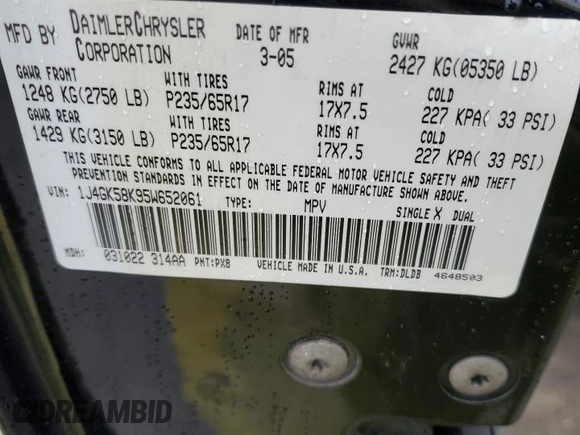 MFD BY DAIMLERCHRYSLER CORPORATION
DATE OF MFR 3-05
GVWR 2427 KG(05350 LB)
GAWR FRONT WITH TIRES RIMS AT COLD
1248 KG(2750 LB) P235/65R17 17X7.5 227 KPA( 33 PSI)
GAWR REAR WITH TIRES RIMS AT COLD
1429 KG(3150 LB) P235/65R17 17X7.5 227 KPA( 33 PSI)
THIS VEHICLE CONFORMS TO ALL APPLICABLE FEDERAL MOTOR VEHICLE SAFETY AND THEFT
PREVENTION STANDARDS IN EFFECT ON THE DATE OF MANUFACTURE SHOWN ABOVE.
VIN: 1J4GK58K95W652061 TYPE: MPV SINGLE X DUAL
MDH: 031022 314AA PNT:PX8 VEHICLE MADE IN U.S.A. TRM:DLDB 4648503
DREAMBID